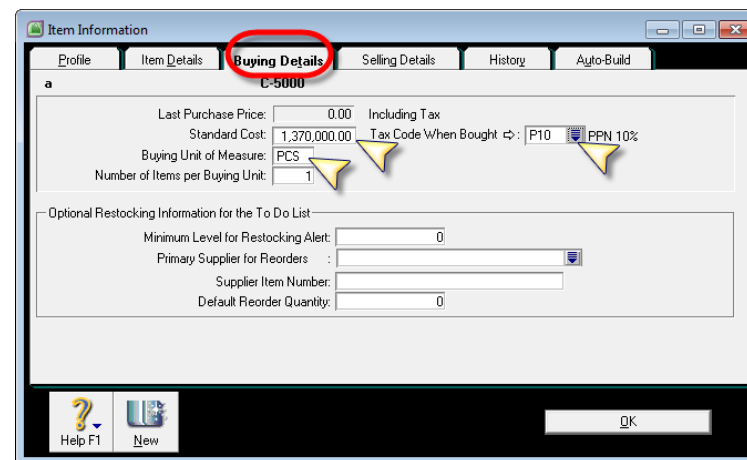 Item Information
Profile Item Details Buying Details Selling Details History Auto-Build
a C-5000
Last Purchase Price: 0.00 Including Tax
Standard Cost: 1,370,000.00 Tax Code When Bought ⇨: P10 PPN 10%
Buying Unit of Measure: PCS
Number of Items per Buying Unit: 1
Optional Restocking Information for the To Do List
Minimum Level for Restocking Alert: 0
Primary Supplier for Reorders :
Supplier Item Number:
Default Reorder Quantity: 0
Help F1 New OK